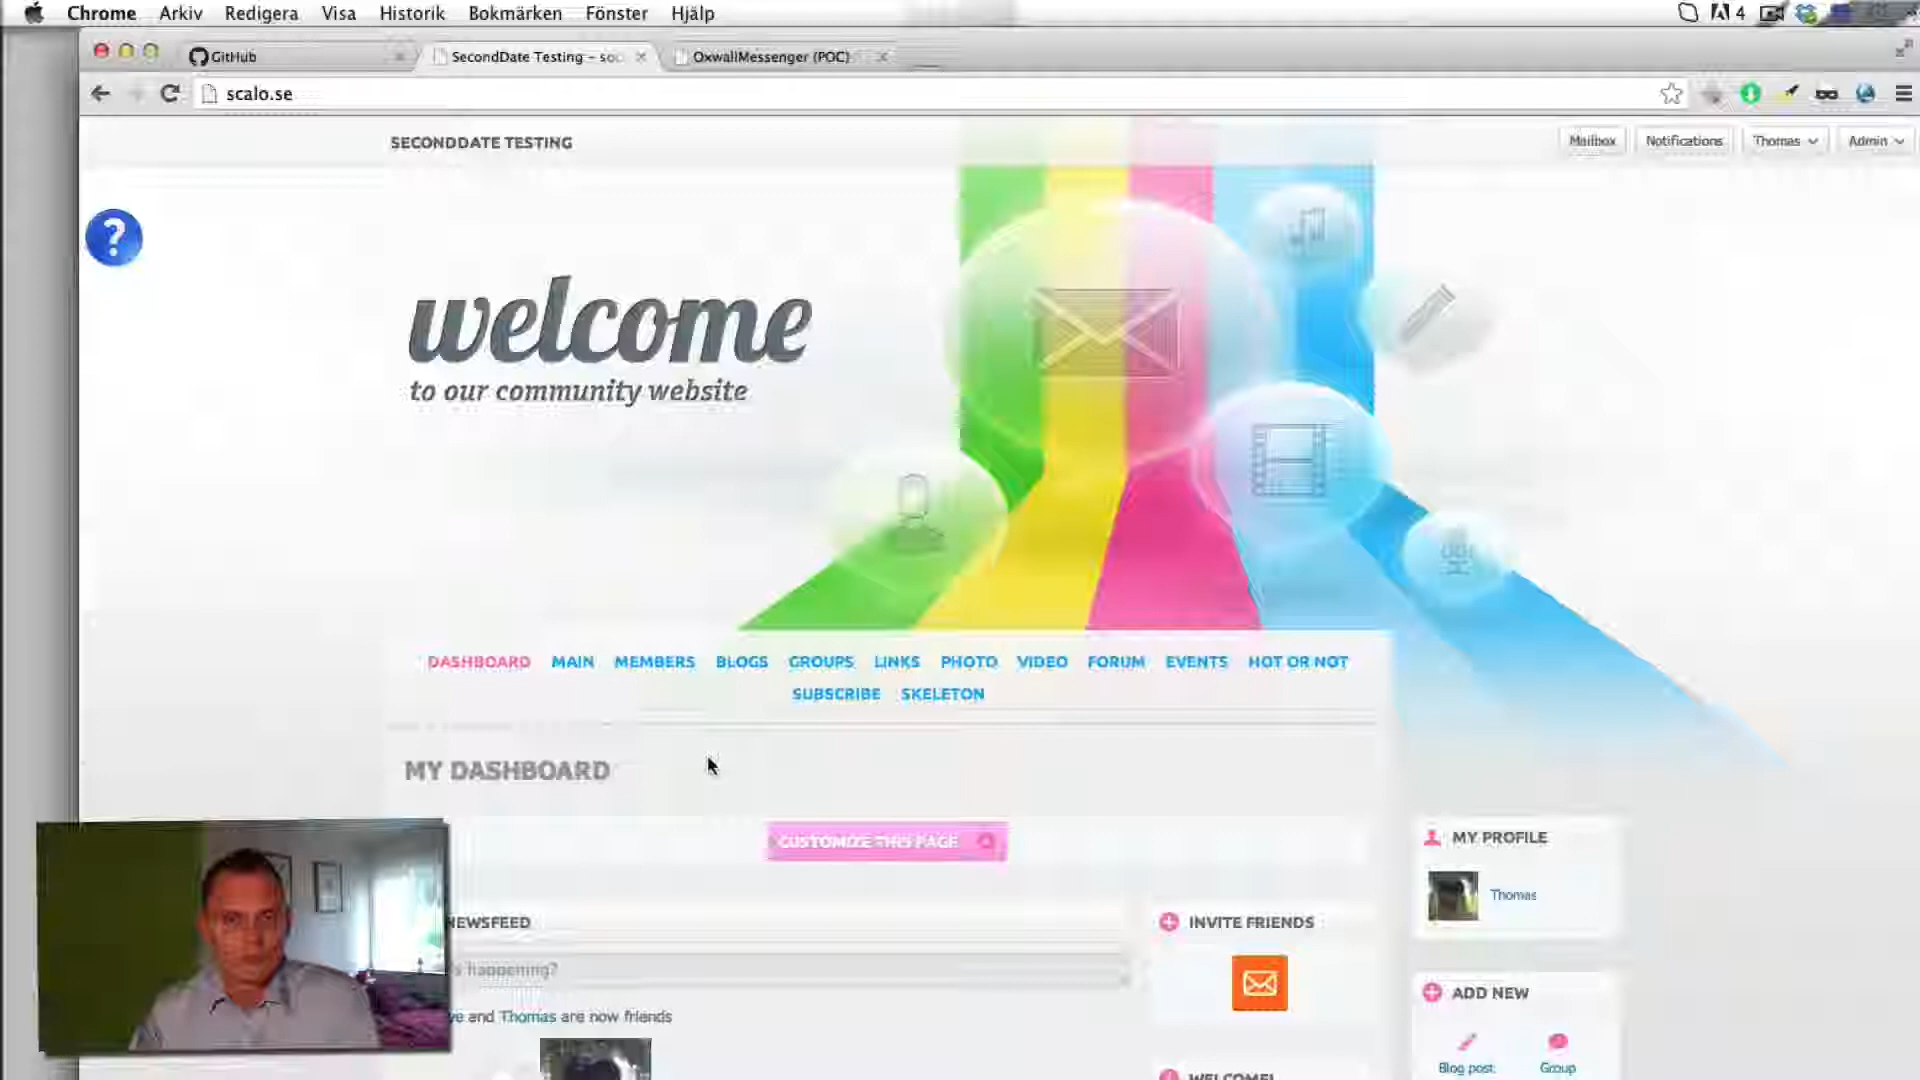 Chrome Arkiv Redigera Visa Historik Bokmärken Fönster Hjälp 4
GitHub SecondDate Testing – soc OxwallMessenger (POC)
scalo.se
SECONDDATE TESTING Mailbox Notifications Thomas Admin
?
welcome
to our community website
DASHBOARD MAIN MEMBERS BLOGS GROUPS LINKS PHOTO VIDEO FORUM EVENTS HOT OR NOT
SUBSCRIBE SKELETON
MY DASHBOARD
CUSTOMIZE THIS PAGE
MY PROFILE
Thomas
NEWSFEED
INVITE FRIENDS
s happening?
ADD NEW
ve and Thomas are now friends
Blog post Group
WELCOME!